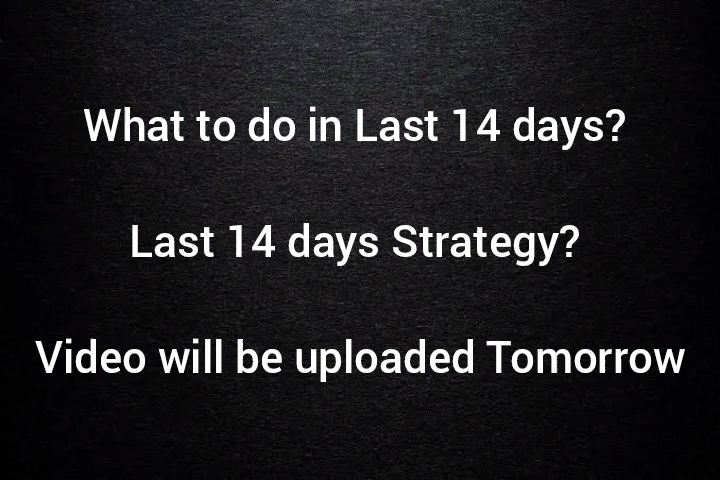 What to do in Last 14 days?
Last 14 days Strategy?
Video will be uploaded Tomorrow